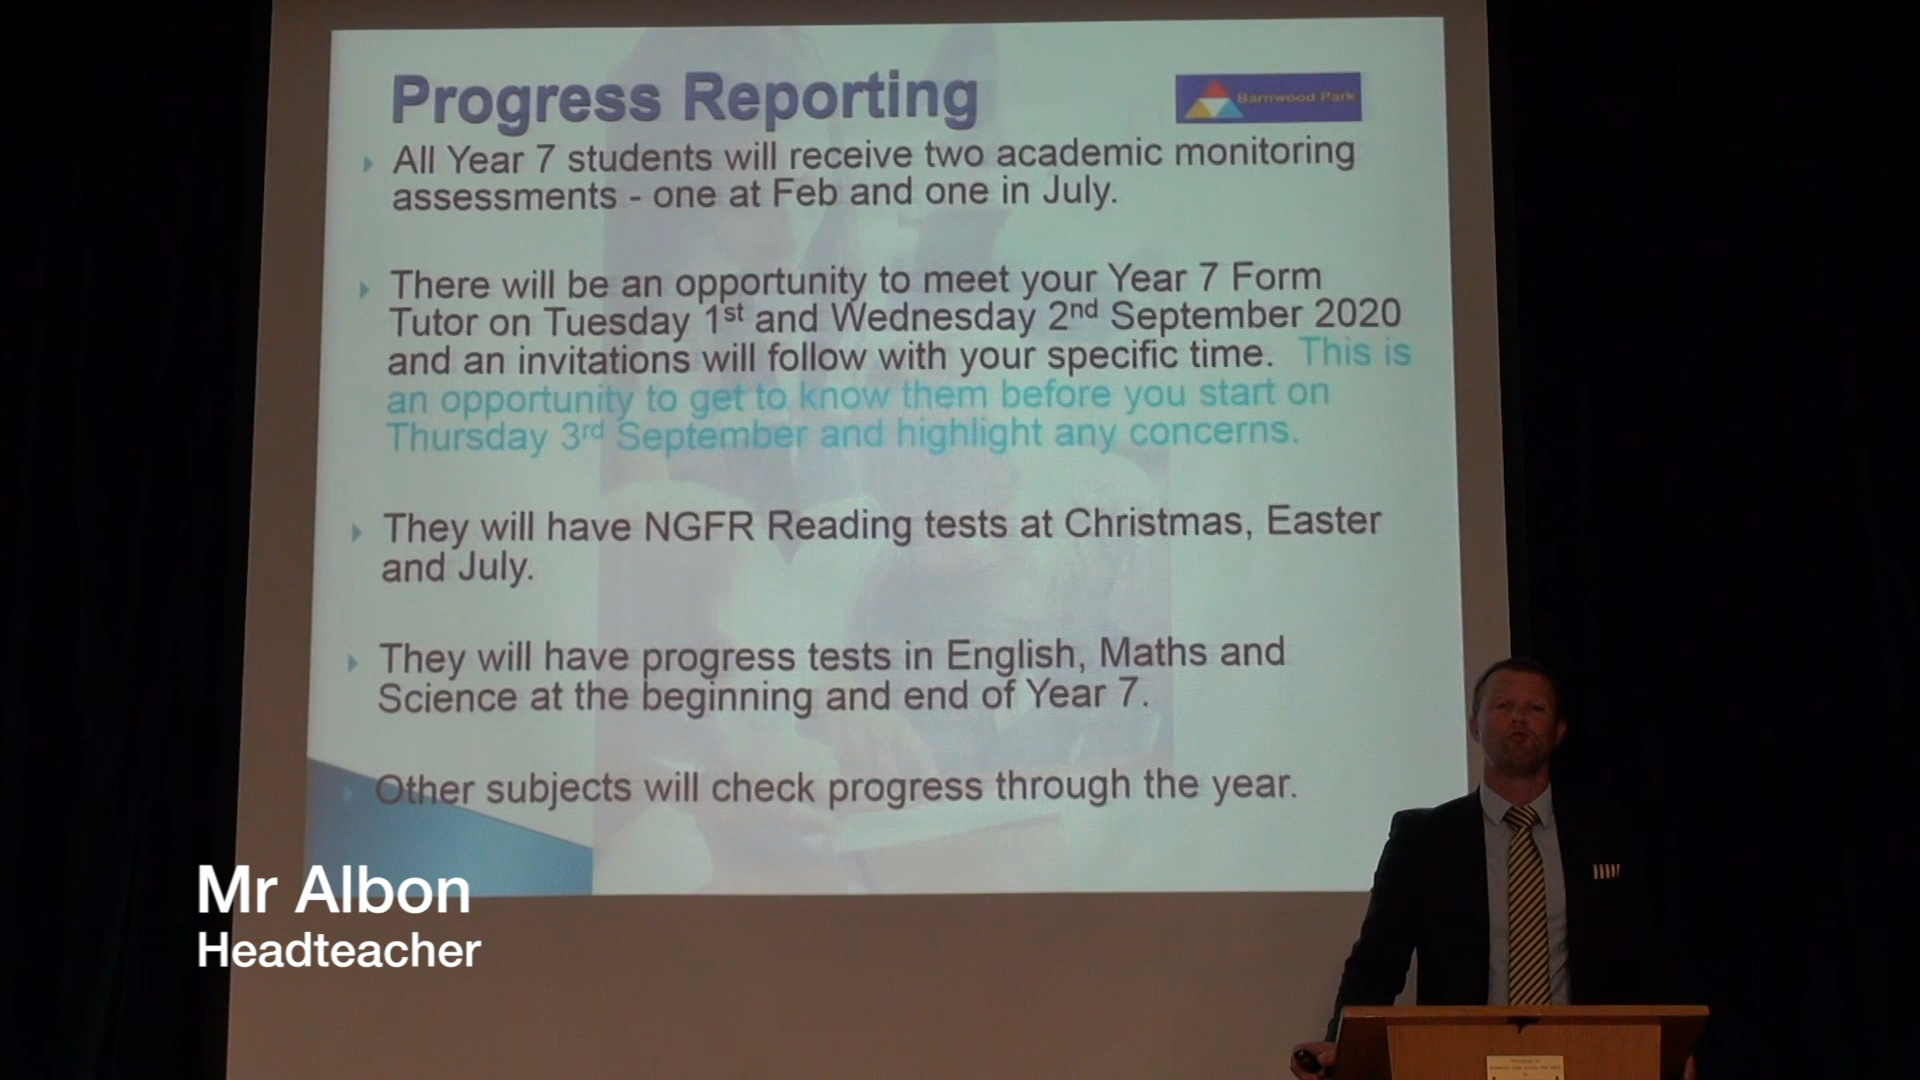 Progress Reporting
Barnwood Park
All Year 7 students will receive two academic monitoring
assessments - one at Feb and one in July.
There will be an opportunity to meet your Year 7 Form
Tutor on Tuesday 1st and Wednesday 2nd September 2020
and an invitations will follow with your specific time. This is
an opportunity to get to know them before you start on
Thursday 3rd September and highlight any concerns.
They will have NGFR Reading tests at Christmas, Easter
and July.
They will have progress tests in English, Maths and
Science at the beginning and end of Year 7.
Other subjects will check progress through the year.
Mr Albon
Headteacher